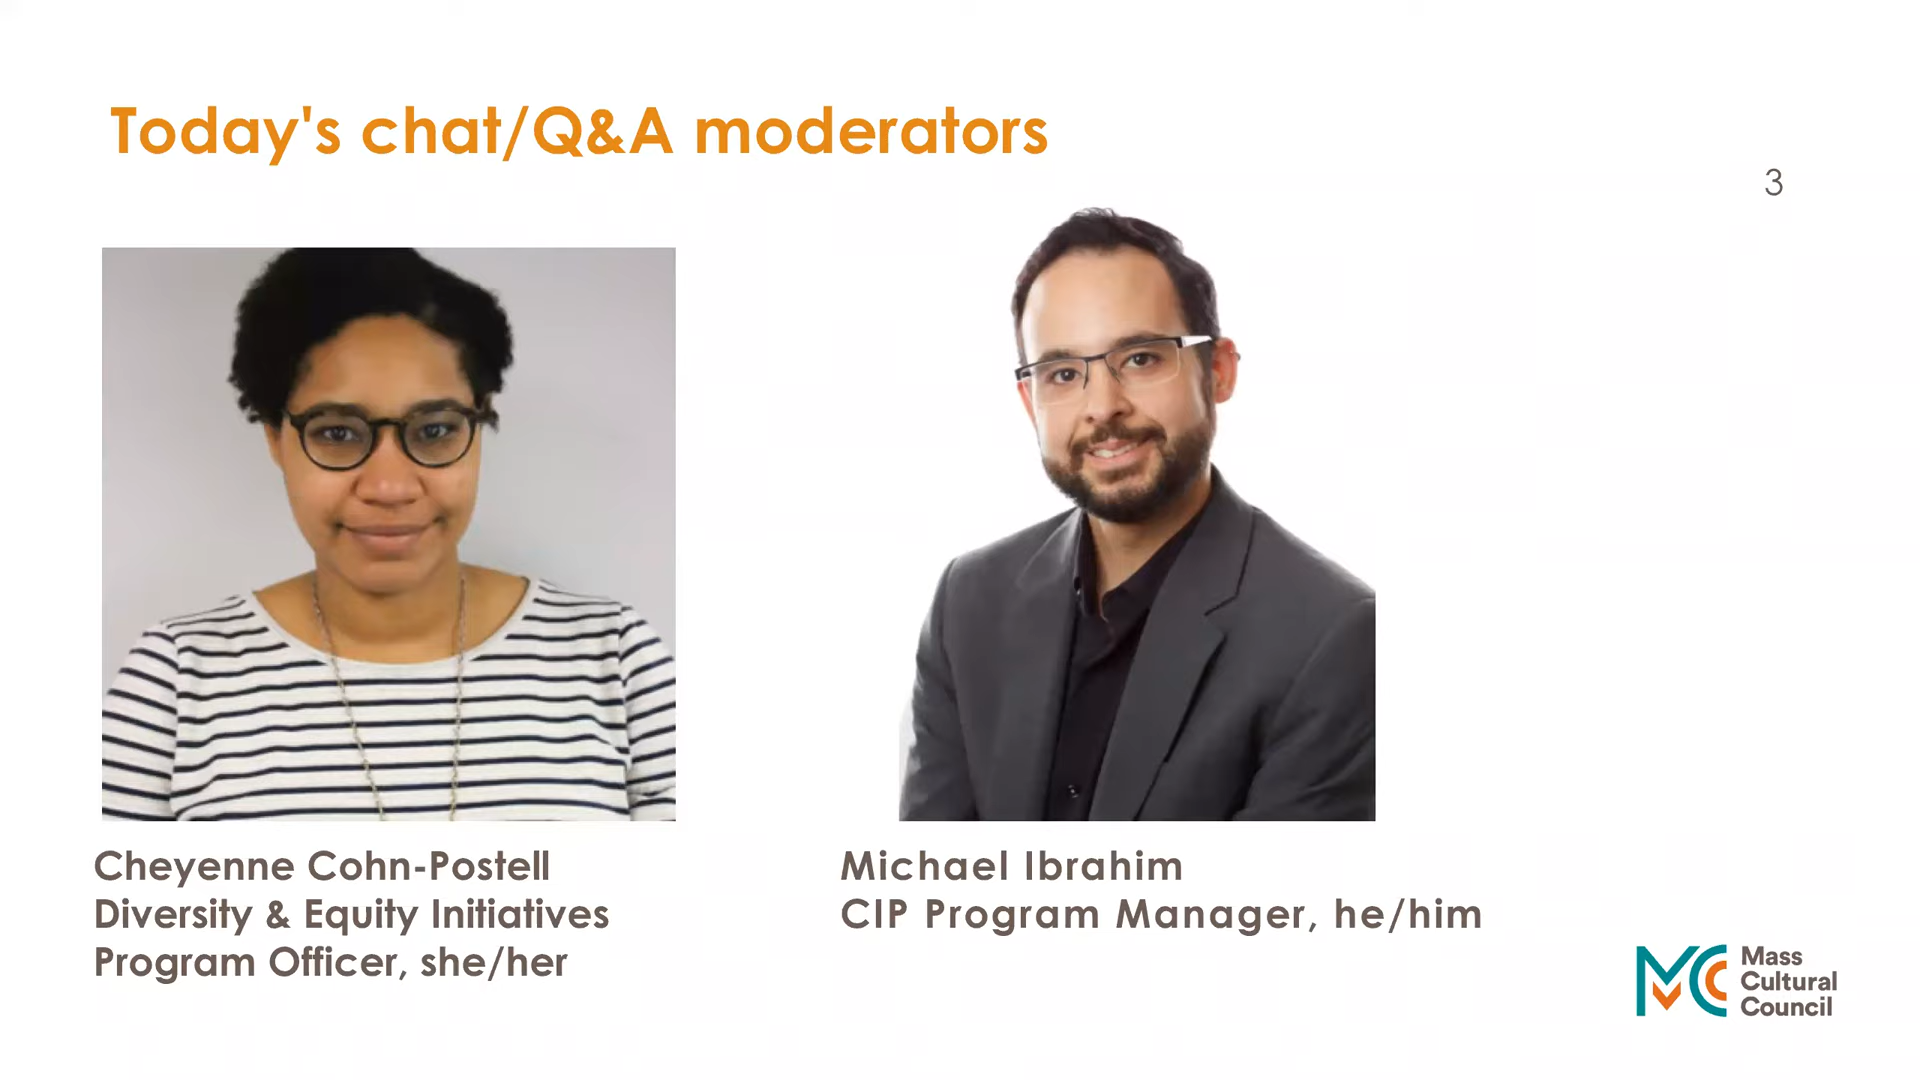 Today's chat/Q&A moderators
3
Cheyenne Cohn-Postell
Diversity & Equity Initiatives
Program Officer, she/her
Michael Ibrahim
CIP Program Manager, he/him
Mass
Cultural
Council